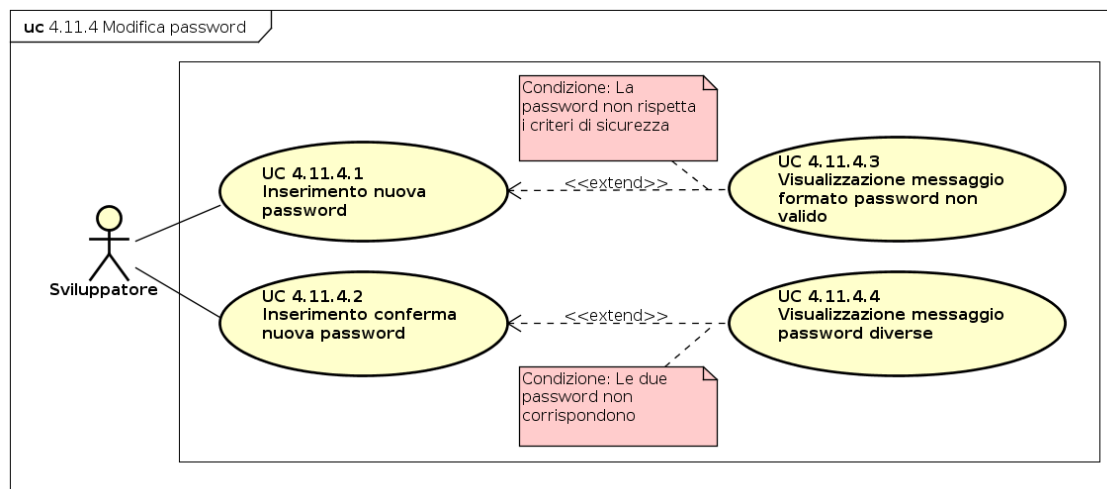 uc 4.11.4 Modifica password
Condizione: La
password non rispetta
i criteri di sicurezza
UC 4.11.4.1
Inserimento nuova
password
<<extend>>
UC 4.11.4.3
Visualizzazione messaggio
formato password non
valido
Sviluppatore
UC 4.11.4.2
Inserimento conferma
nuova password
<<extend>>
UC 4.11.4.4
Visualizzazione messaggio
password diverse
Condizione: Le due
password non
corrispondono